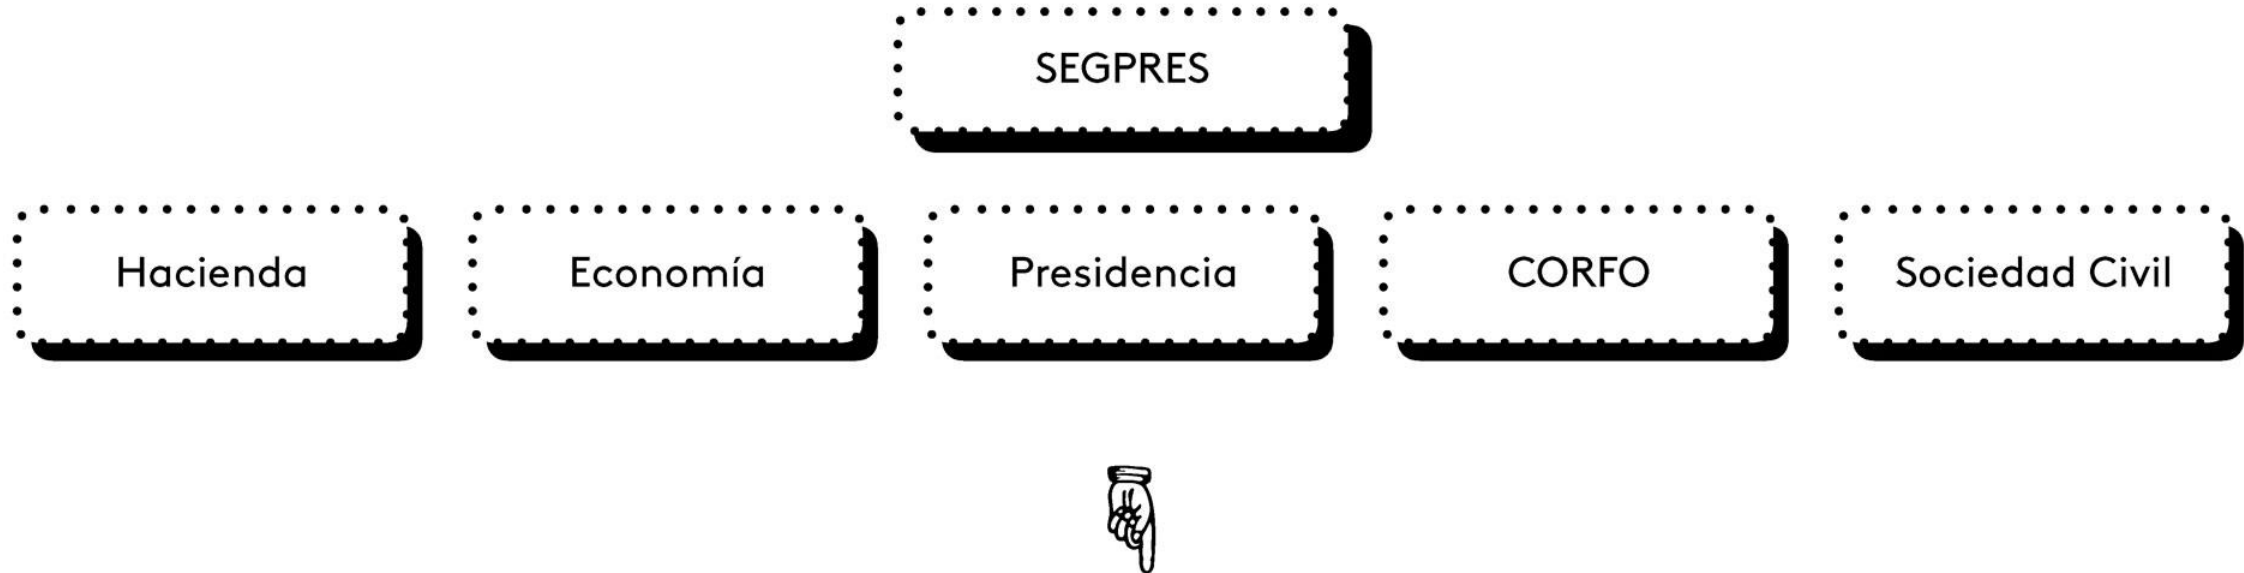 SEGPRES
Hacienda
Economía
Presidencia
CORFO
Sociedad Civil